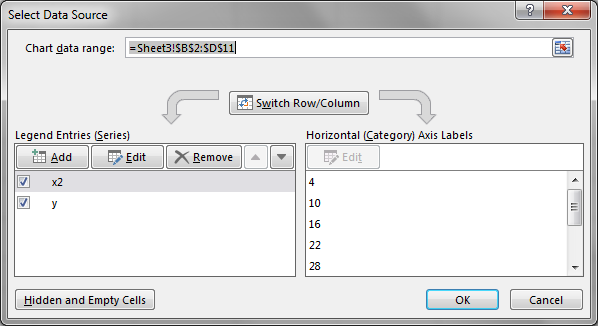 Select Data Source
Chart data range: =Sheet3!$B$2:$D$11
Switch Row/Column
Legend Entries (Series)
Add Edit Remove
x2
y
Horizontal (Category) Axis Labels
Edit
4
10
16
22
28
Hidden and Empty Cells
OK Cancel